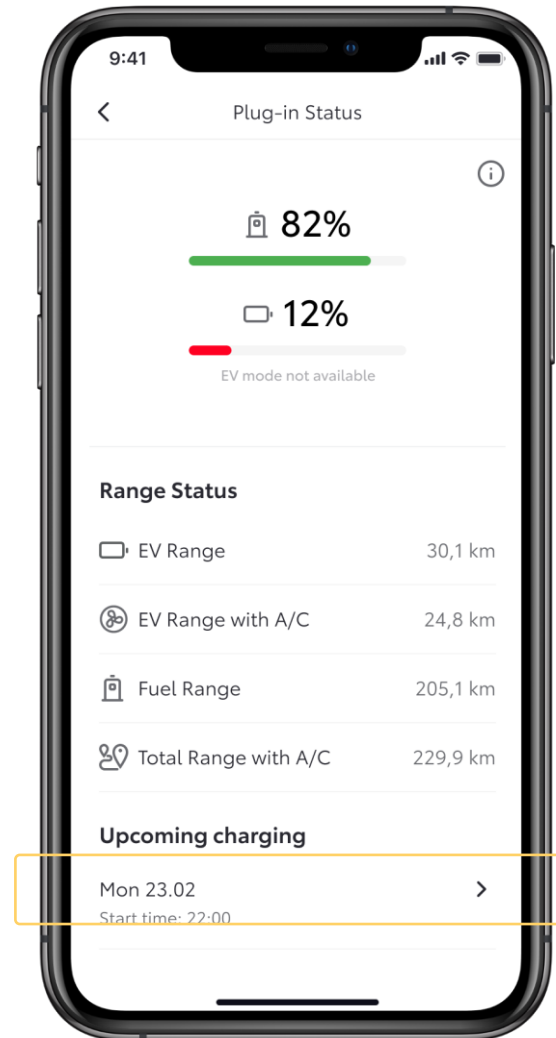 9:41
Plug-in Status
82%
12%
EV mode not available
Range Status
EV Range 30,1 km
EV Range with A/C 24,8 km
Fuel Range 205,1 km
Total Range with A/C 229,9 km
Upcoming charging
Mon 23.02
Start time: 22:00